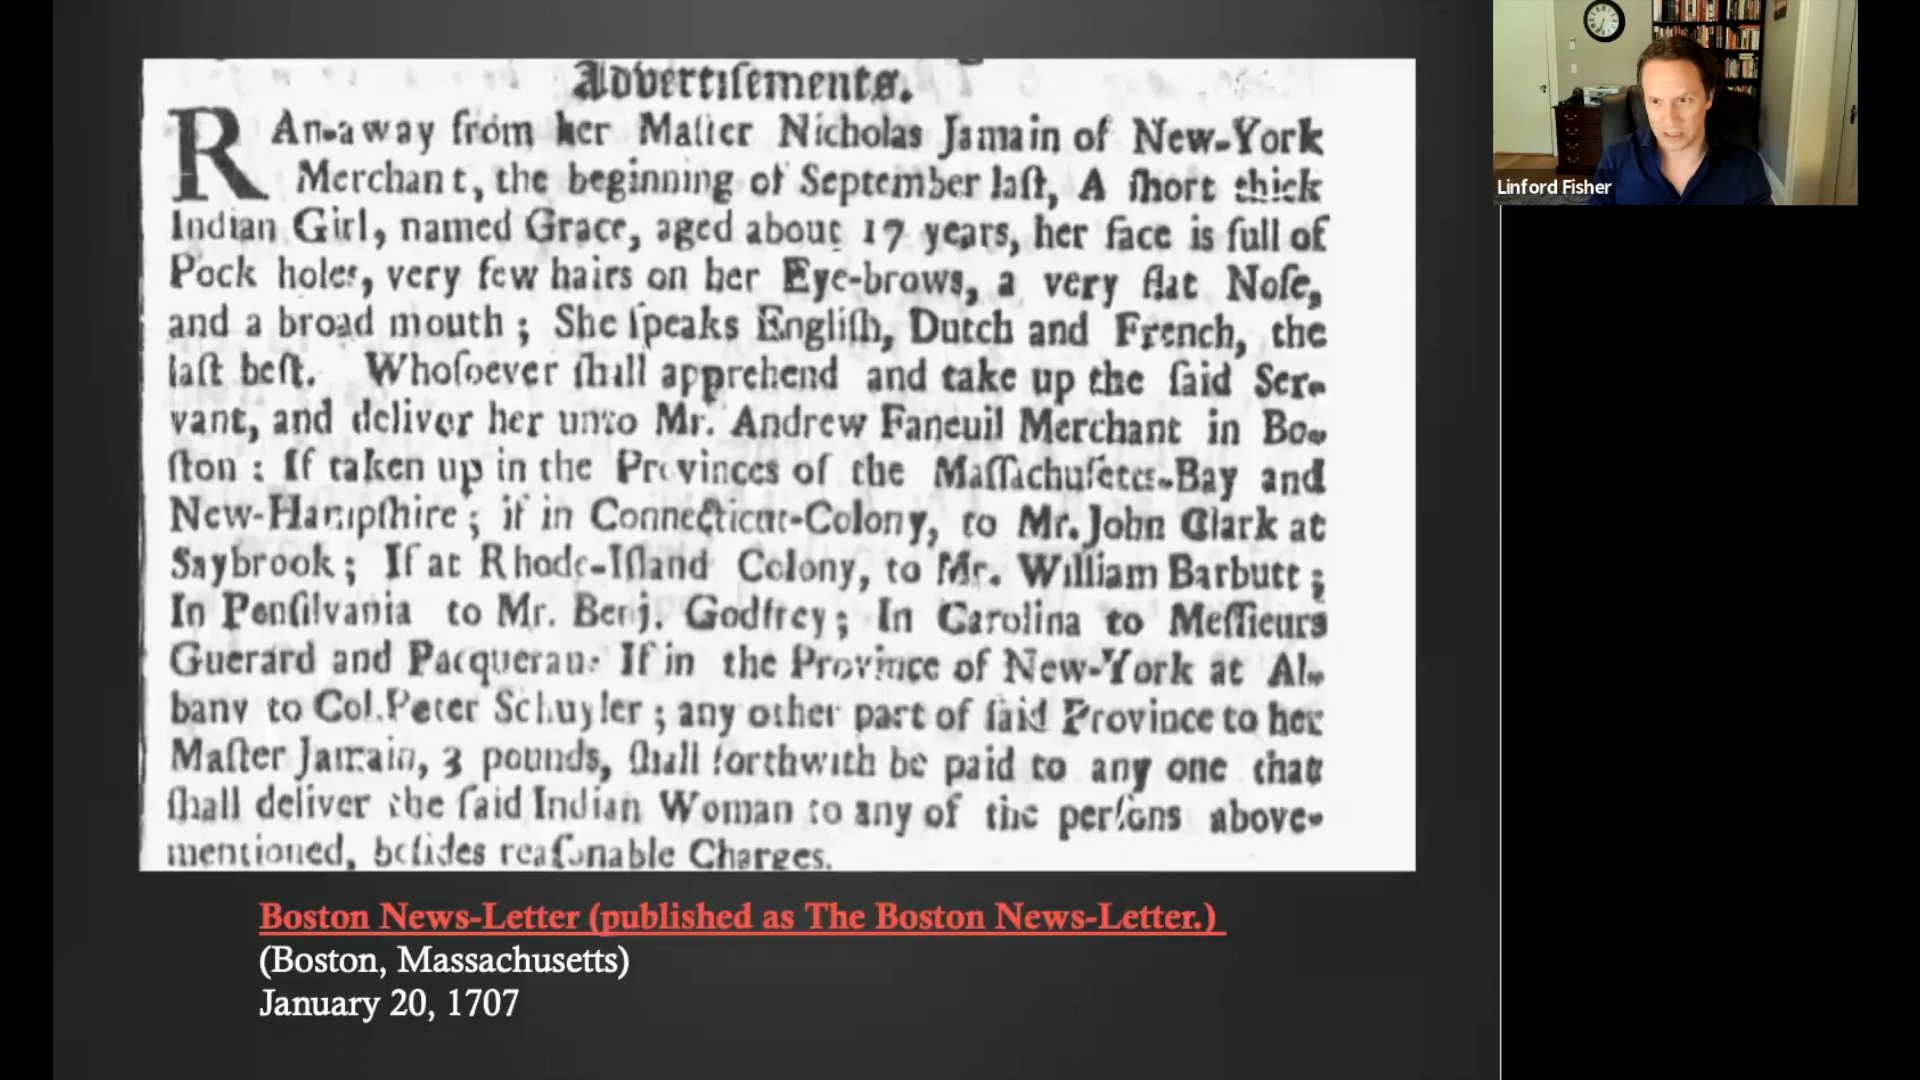 Advertiſements.
RAn-away from her Maſter Nicholas Jamain of New-York
Merchant, the beginning of September laſt, A ſhort thick
Indian Girl, named Grace, aged about 17 years, her face is full of
Pock holes, very few hairs on her Eye-brows, a very flat Noſe,
and a broad mouth ; She ſpeaks Engliſh, Dutch and French, the
laſt beſt. Whoſoever ſhall apprehend and take up the ſaid Ser-
vant, and deliver her unto Mr. Andrew Faneuil Merchant in Bo-
ſton : If taken up in the Provinces of the Maſſachuſetts-Bay and
New-Hampſhire ; if in Connecticut-Colony, to Mr. John Clark at
Saybrook ; If at Rhode-Iſland Colony, to Mr. William Barbutt ;
In Penſilvania to Mr. Benj. Godfrey ; In Carolina to Meſſieurs
Guerard and Pacquerau. If in the Province of New-York at Al-
bany to Col. Peter Schuyler ; any other part of ſaid Province to her
Maſter Jamain, 3 pounds, ſhall forthwith be paid to any one that
ſhall deliver the ſaid Indian Woman to any of the perſons above-
mentioned, beſides reaſonable Charges.
Boston News-Letter (published as The Boston News-Letter.)
(Boston, Massachusetts)
January 20, 1707
Linford Fisher